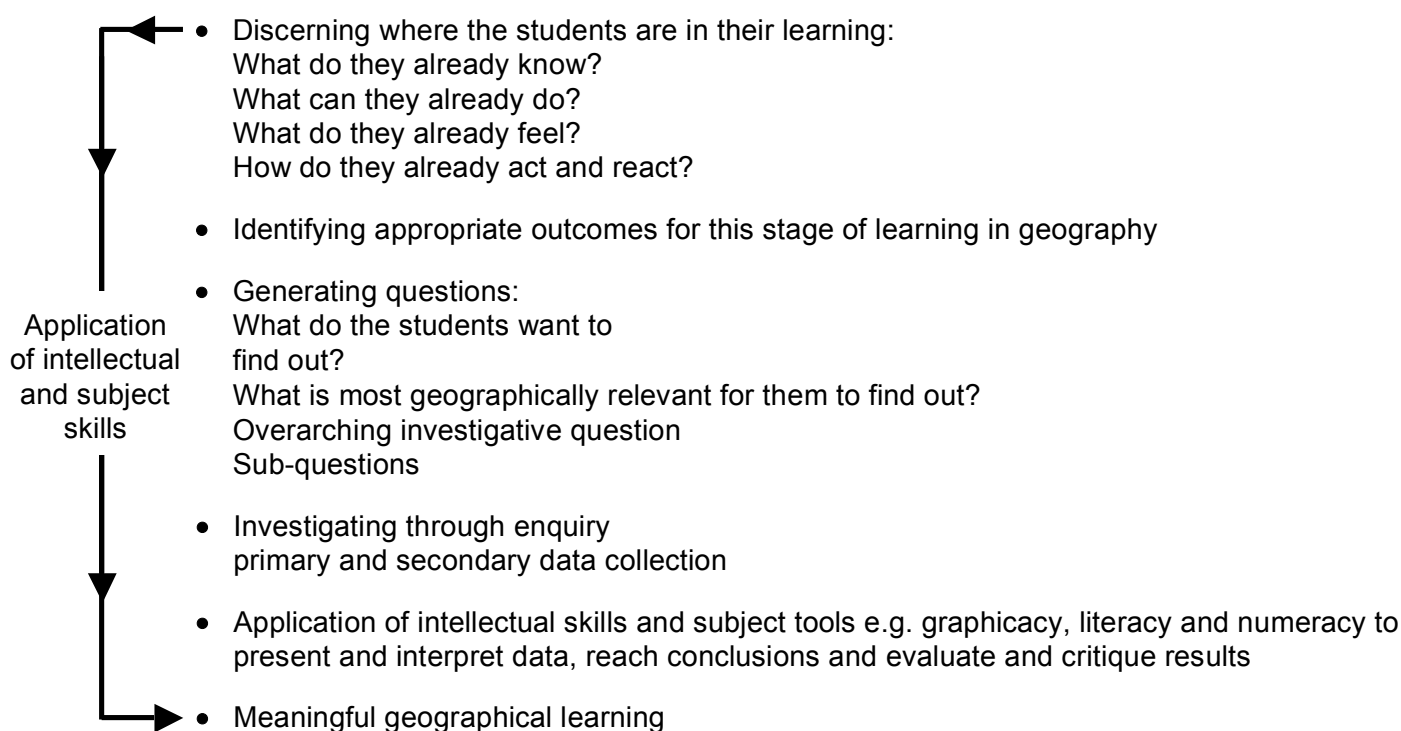 • Discerning where the students are in their learning:
What do they already know?
What can they already do?
What do they already feel?
How do they already act and react?
• Identifying appropriate outcomes for this stage of learning in geography
• Generating questions:
What do the students want to
find out?
What is most geographically relevant for them to find out?
Overarching investigative question
Sub-questions
Application
of intellectual
and subject
skills
• Investigating through enquiry
primary and secondary data collection
• Application of intellectual skills and subject tools e.g. graphicacy, literacy and numeracy to
present and interpret data, reach conclusions and evaluate and critique results
• Meaningful geographical learning